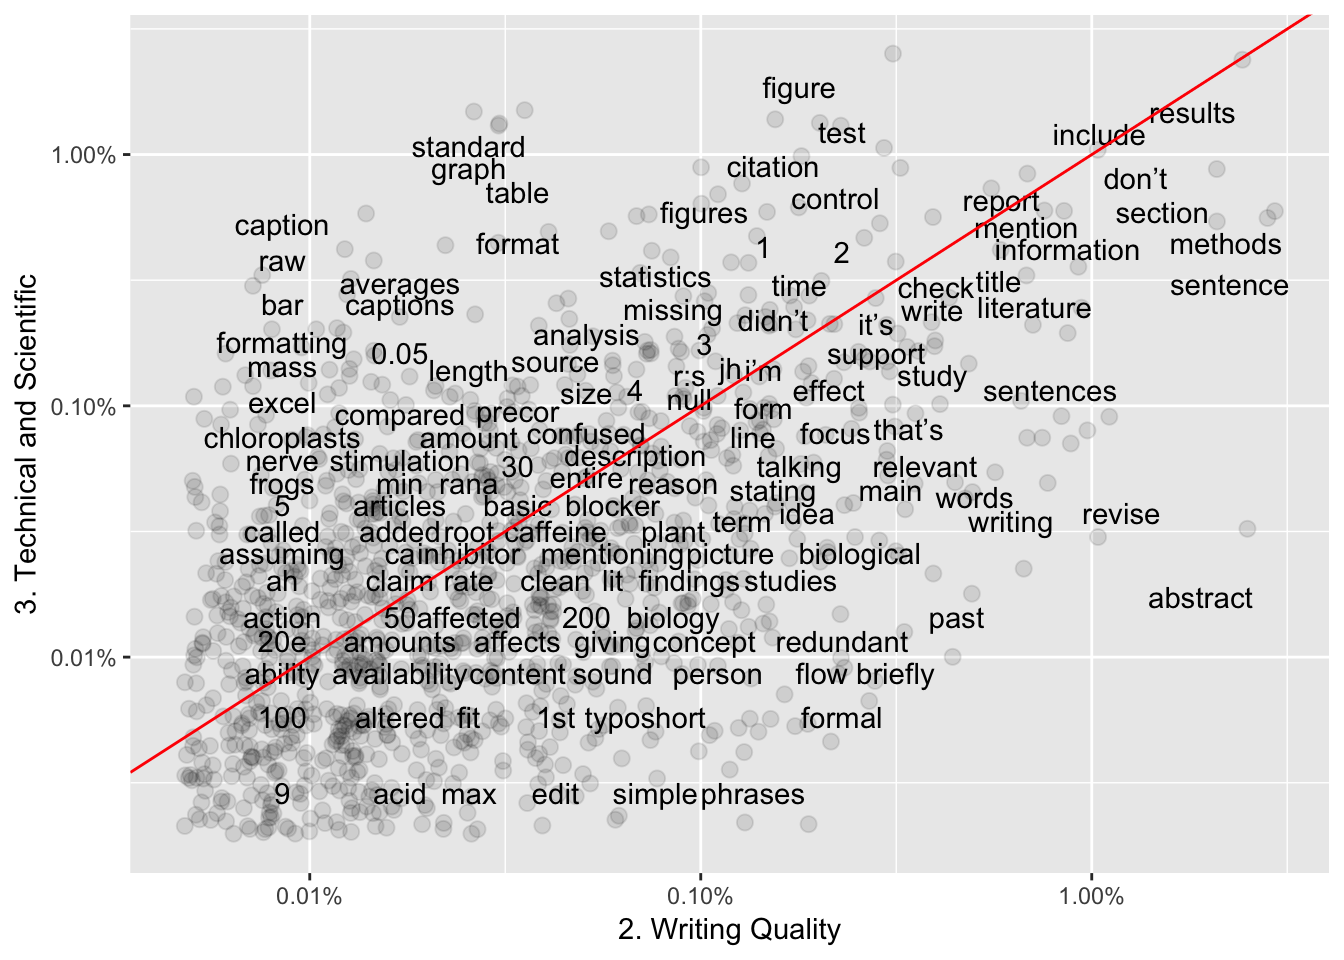 figure
results
test
include
1.00%
standard
citation
graph
don’t
table
control
report
figures
section
caption
mention
1
2
information
methods
format
raw
statistics
averages
time
check title
sentence
bar
captions
missing
write
literature
didn’t
it’s
analysis
formatting
3
0.05
support
mass
length
source
r:s
jh
i’m
study
3. Technical and Scientific
size
4
effect
sentences
0.10%
excel
null
compared
precor
form
chloroplasts
amount
confused
line
focus
that’s
nerve
stimulation
30
description
talking
relevant
frogs
min
rana
entire
reason
stating
main
words
5
articles
basic
blocker
term
idea
writing
revise
called
added
root
caffeine
plant
assuming
ca
inhibitor
mentioning
picture
biological
ah
claim
rate
clean
lit
findings
studies
abstract
action
50
affected
200
biology
past
20e
amounts
affects
giving
concept
redundant
0.01%
ability
availability
content
sound
person
flow
briefly
100
altered
fit
1st
typo
short
formal
9
acid
max
edit
simple
phrases
0.01%
0.10%
1.00%
2. Writing Quality